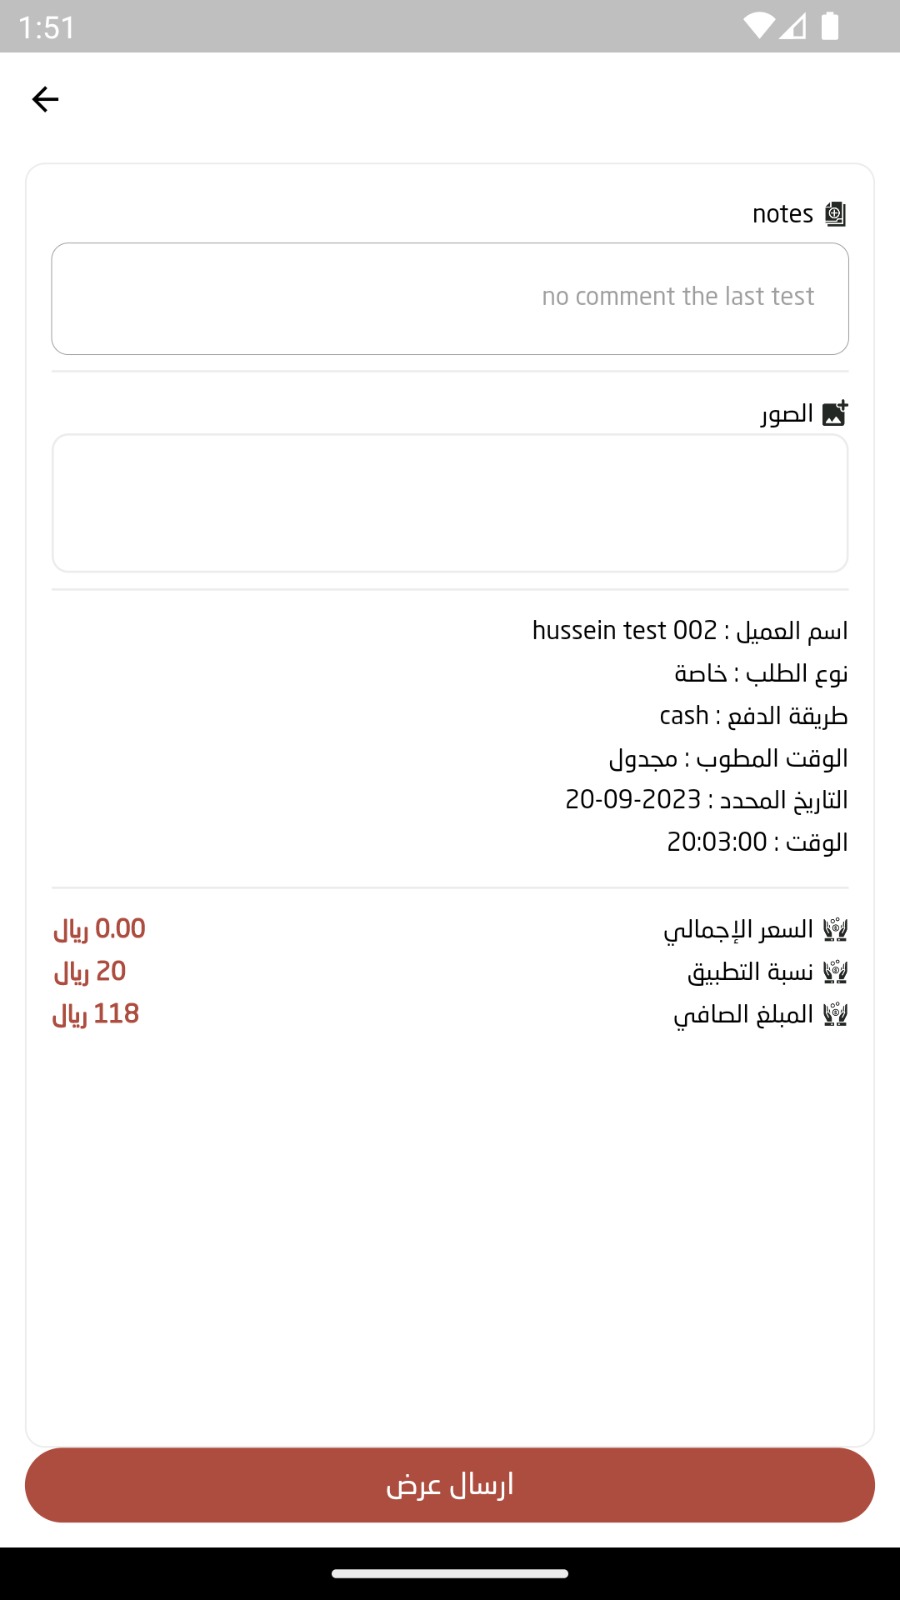 1:51
notes
no comment the last test
الصور
اسم العميل : hussein test 002
نوع الطلب : خاصة
طريقة الدفع : cash
الوقت المطوب : مجدول
التاريخ المحدد : 2023-09-20
الوقت : 20:03:00
السعر الإجمالي 0.00 ريال
نسبة التطبيق 20 ريال
المبلغ الصافي 118 ريال
ارسال عرض